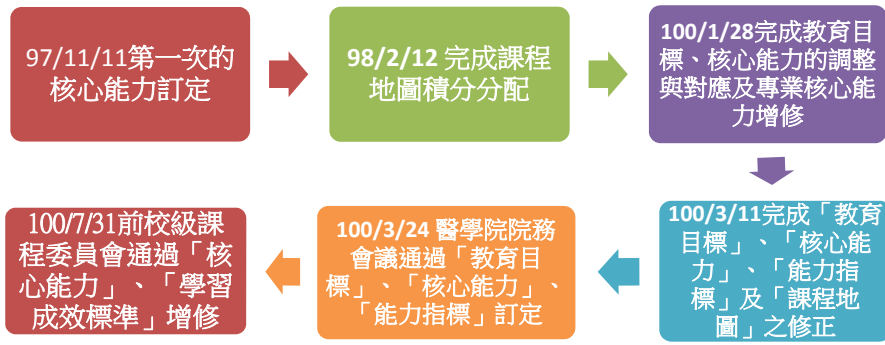 97/11/11第一次的
核心能力訂定
98/2/12 完成課程
地圖積分分配
100/1/28完成教育目
標、核心能力的調整
與對應及專業核心能
力增修
100/3/11完成「教育
目標」、「核心能
力」、「能力指
標」及「課程地
圖」之修正
100/3/24 醫學院院務
會議通過「教育目
標」、「核心能力」、
「能力指標」訂定
100/7/31前校級課
程委員會通過「核
心能力」、「學習
成效標準」增修